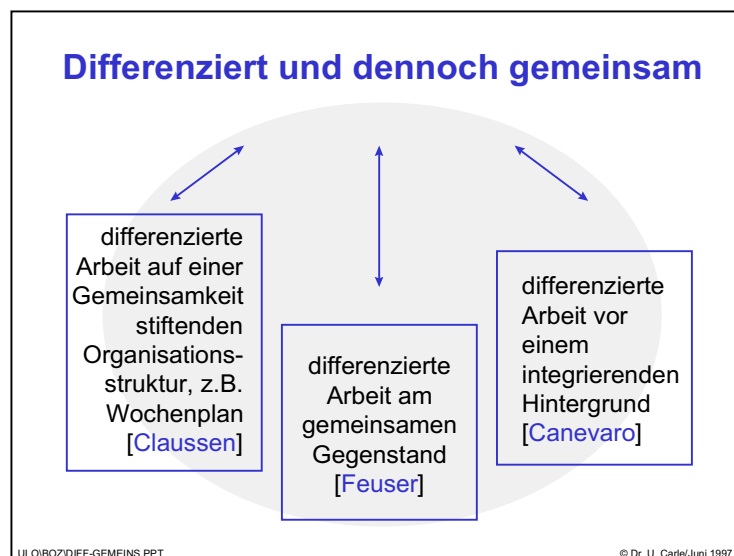 Differenziert und dennoch gemeinsam
differenzierte
Arbeit auf einer
Gemeinsamkeit
stiftenden
Organisations-
struktur, z.B.
Wochenplan
[Claussen]
differenzierte
Arbeit am
gemeinsamen
Gegenstand
[Feuser]
differenzierte
Arbeit vor
einem
integrierenden
Hintergrund
[Canevaro]
ULO\BOZ\DIFF-GEMEINS.PPT
© Dr. U. Carle/Juni 1997